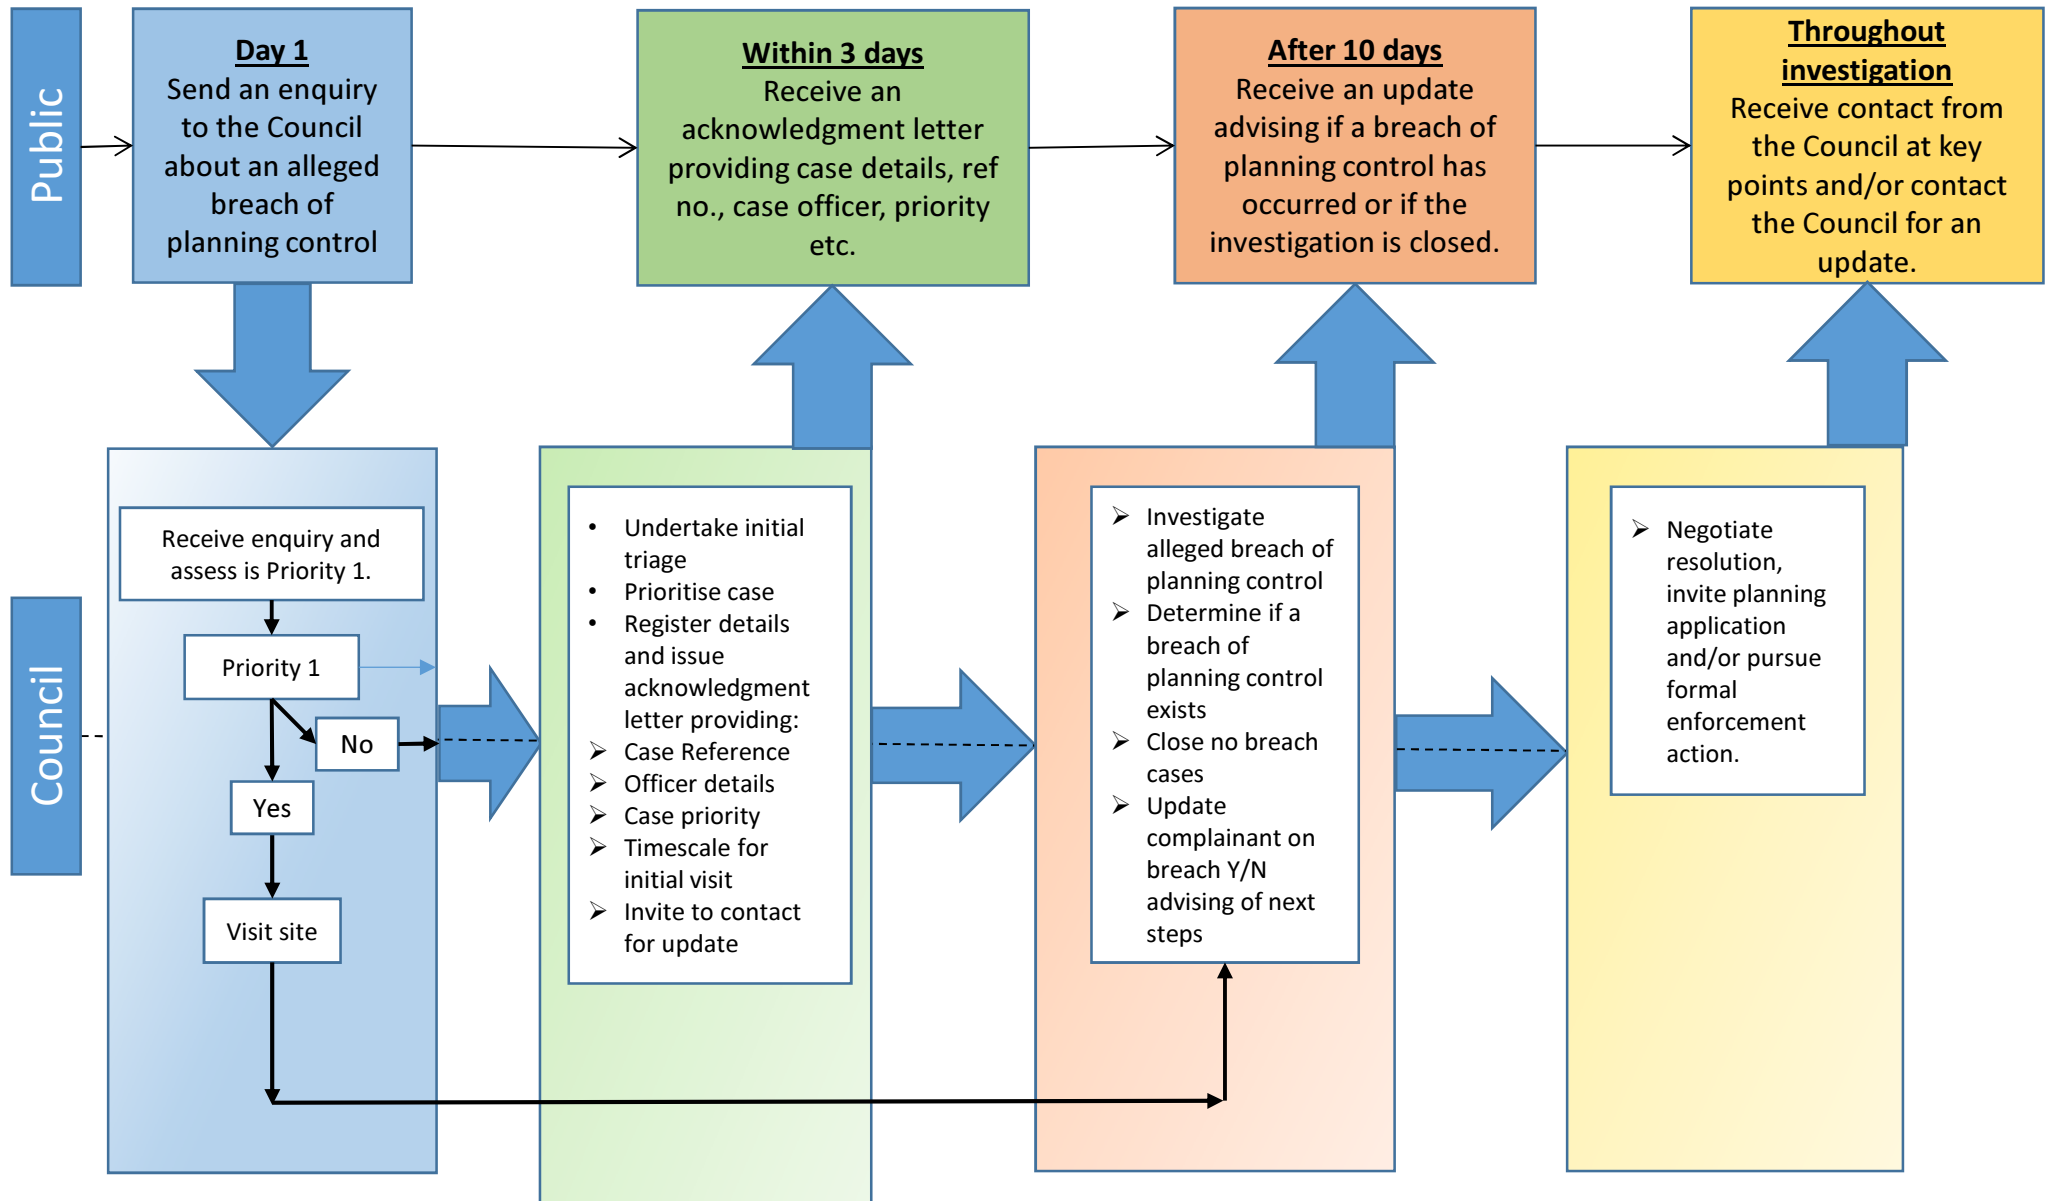 Public
Day 1
Send an enquiry
to the Council
about an alleged
breach of
planning control
Within 3 days
Receive an
acknowledgment letter
providing case details, ref
no., case officer, priority
etc.
After 10 days
Receive an update
advising if a breach of
planning control has
occurred or if the
investigation is closed.
Throughout
investigation
Receive contact from
the Council at key
points and/or contact
the Council for an
update.
Council
Receive enquiry and
assess is Priority 1.
Priority 1
No
Yes
Visit site
• Undertake initial
triage
• Prioritise case
• Register details
and issue
acknowledgment
letter providing:
➢ Case Reference
➢ Officer details
➢ Case priority
➢ Timescale for
initial visit
➢ Invite to contact
for update
➢ Investigate
alleged breach of
planning control
➢ Determine if a
breach of
planning control
exists
➢ Close no breach
cases
➢ Update
complainant on
breach Y/N
advising of next
steps
➢ Negotiate
resolution,
invite planning
application
and/or pursue
formal
enforcement
action.